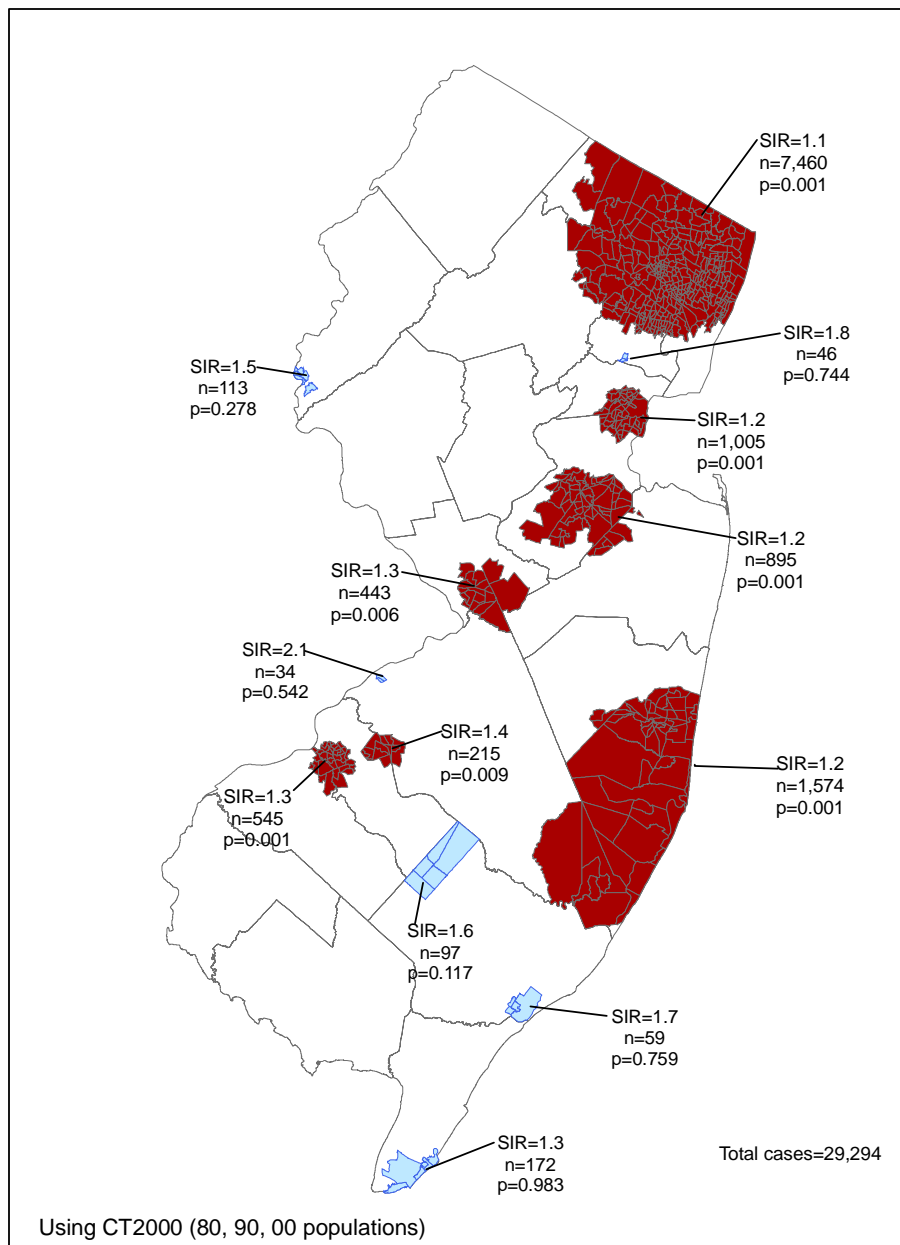 SIR=1.1
n=7,460
p=0.001
SIR=1.8
n=46
p=0.744
SIR=1.5
n=113
p=0.278
SIR=1.2
n=1,005
p=0.001
SIR=1.2
n=895
p=0.001
SIR=1.3
n=443
p=0.006
SIR=2.1
n=34
p=0.542
SIR=1.4
n=215
p=0.009
SIR=1.2
n=1,574
p=0.001
SIR=1.3
n=545
p=0.001
SIR=1.6
n=97
p=0.117
SIR=1.7
n=59
p=0.759
SIR=1.3
n=172
p=0.983
Total cases=29,294
Using CT2000 (80, 90, 00 populations)